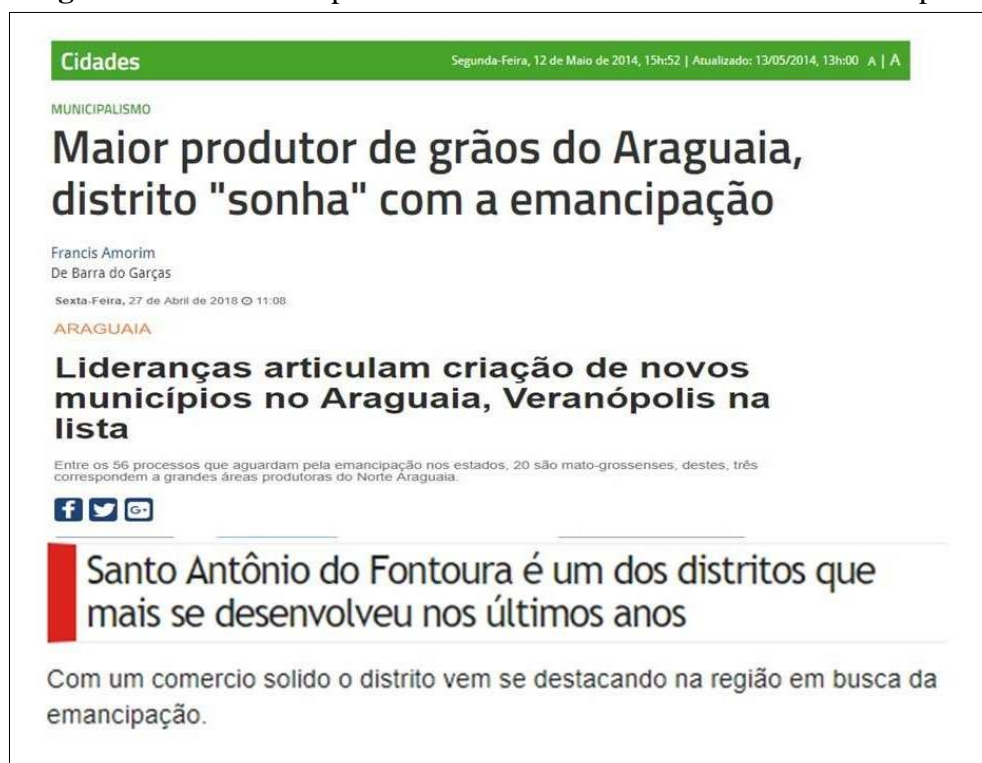 Cidades Segunda-Feira, 12 de Maio de 2014, 15h:52 | Atualizado: 13/05/2014, 13h:00 A | A
MUNICIPALISMO
Maior produtor de grãos do Araguaia,
distrito "sonha" com a emancipação
Francis Amorim
De Barra do Garças
Sexta-Feira, 27 de Abril de 2018 11:08
ARAGUAIA
Lideranças articulam criação de novos
municípios no Araguaia, Veranópolis na
lista
Entre os 56 processos que aguardam pela emancipação nos estados, 20 são mato-grossenses, destes, três
correspondem a grandes áreas produtoras do Norte Araguaia.
Santo Antônio do Fontoura é um dos distritos que
mais se desenvolveu nos últimos anos
Com um comercio solido o distrito vem se destacando na região em busca da
emancipação.